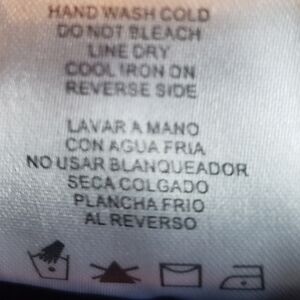 HAND WASH COLD
DO NOT BLEACH
LINE DRY
COOL IRON ON
REVERSE SIDE
LAVAR A MANO
CON AGUA FRIA
NO USAR BLANQUEADOR
SECA COLGADO
PLANCHA FRIO
AL REVERSO